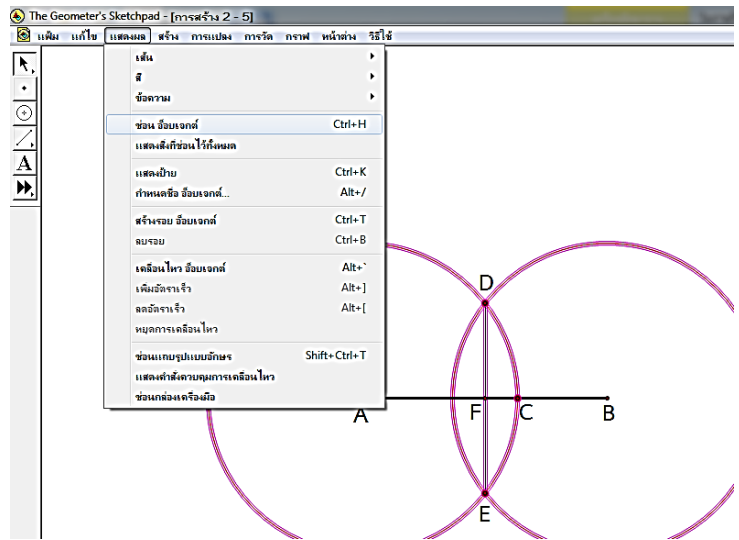 The Geometer's Sketchpad - [การสร้าง 2 - 5]
แฟ้ม แก้ไข แสดงผล สร้าง การแปลง การวัด กราฟ หน้าต่าง วิธีใช้
เส้น
สี
ข้อความ
ซ่อน อ็อบเจกต์ Ctrl+H
แสดงสิ่งที่ซ่อนไว้ทั้งหมด
แสดงป้าย Ctrl+K
กำหนดชื่อ อ็อบเจกต์... Alt+/
สร้างรอย อ็อบเจกต์ Ctrl+T
ลบรอย Ctrl+B
เคลื่อนไหว อ็อบเจกต์ Alt+`
เพิ่มอัตราเร็ว Alt+]
ลดอัตราเร็ว Alt+[
หยุดการเคลื่อนไหว
ซ่อนแถบรูปแบบอักษร Shift+Ctrl+T
แสดงคำสั่งควบคุมการเคลื่อนไหว
ซ่อนกล่องเครื่องมือ
A
D
A F C B
E